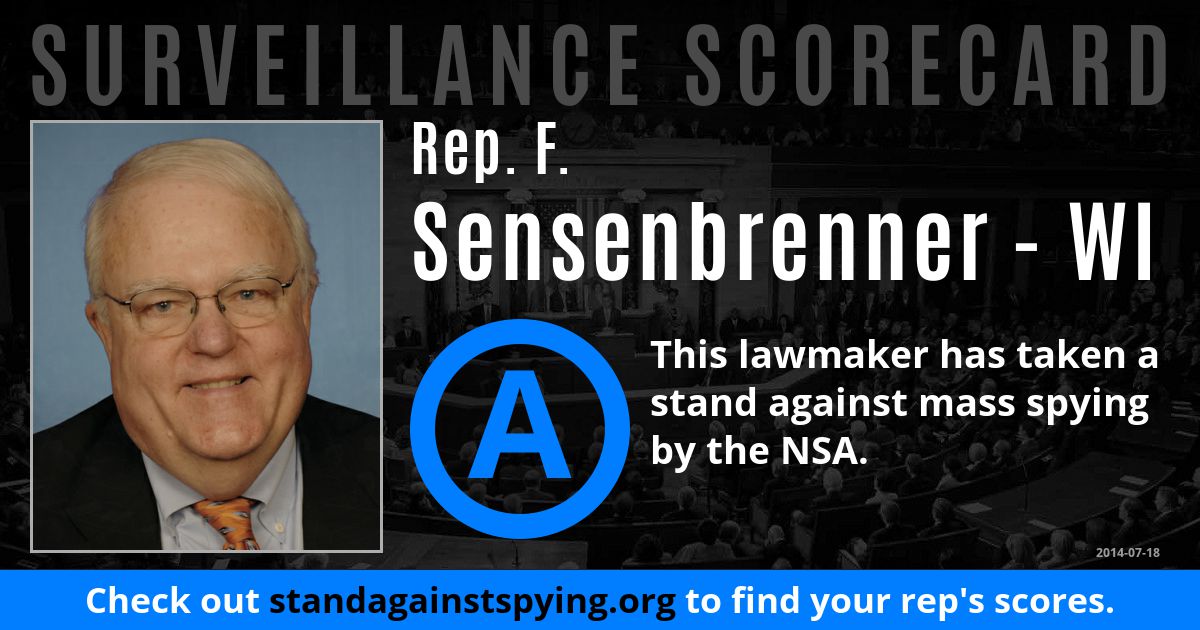 SURVEILLANCE SCORECARD
Rep. F.
Sensenbrenner - WI
A
This lawmaker has taken a
stand against mass spying
by the NSA.
2014-07-18
Check out standagainstspying.org to find your rep's scores.